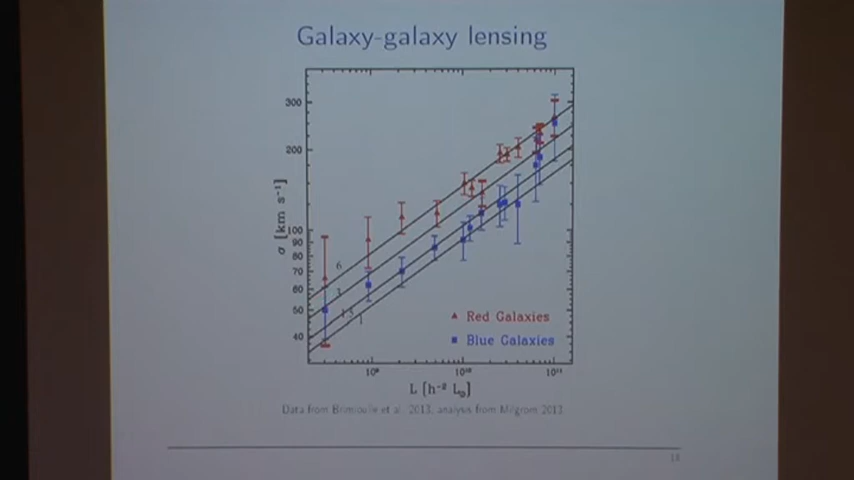 Galaxy-galaxy lensing
300
200
σ [km s⁻¹]
100
90
80
70
60
50
40
6
3
1.5
1
Red Galaxies
Blue Galaxies
10⁹
10¹⁰
10¹¹
L [h⁻² L⊙]
Data from Brimioulle et al. 2013, analysis from Milgrom 2013